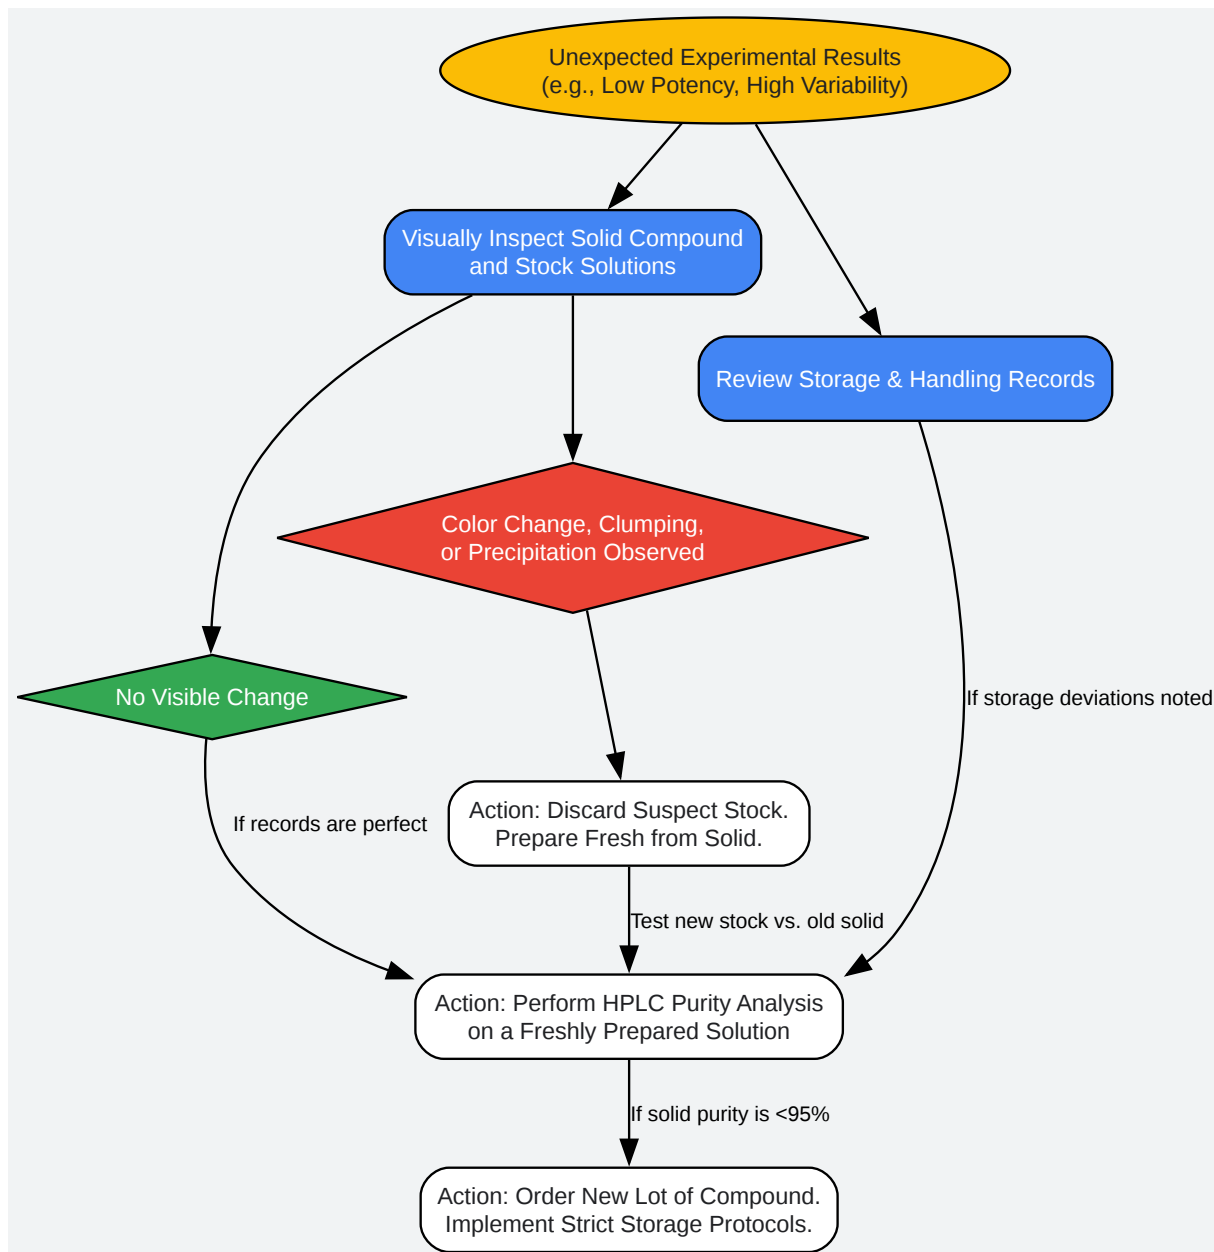 Unexpected Experimental Results
(e.g., Low Potency, High Variability)
Visually Inspect Solid Compound
and Stock Solutions
Review Storage & Handling Records
Color Change, Clumping,
or Precipitation Observed
No Visible Change
If storage deviations noted
Action: Discard Suspect Stock.
Prepare Fresh from Solid.
If records are perfect
Test new stock vs. old solid
Action: Perform HPLC Purity Analysis
on a Freshly Prepared Solution
If solid purity is <95%
Action: Order New Lot of Compound.
Implement Strict Storage Protocols.